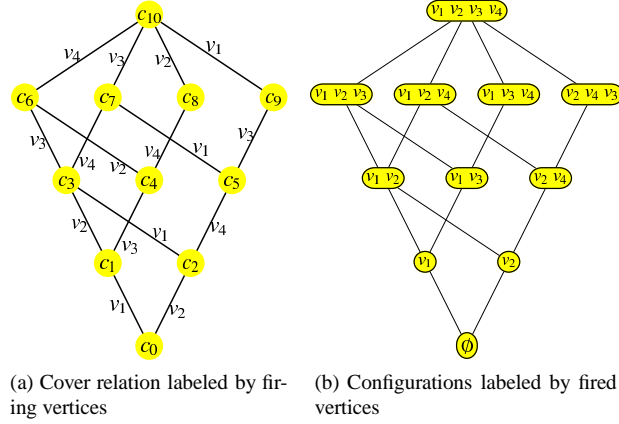 c10
v4 v3 v2 v1
c6 c7 c8 c9
v3 v4 v2 v4 v1 v3
c3 c4 c5
v2 v3 v1 v4
c1 c2
v1 v2
c0
(a) Cover relation labeled by fir-
ing vertices
v1 v2 v3 v4
v1 v2 v3 v1 v2 v4 v1 v3 v4 v2 v4 v3
v1 v2 v1 v3 v2 v4
v1 v2
∅
(b) Configurations labeled by fired
vertices